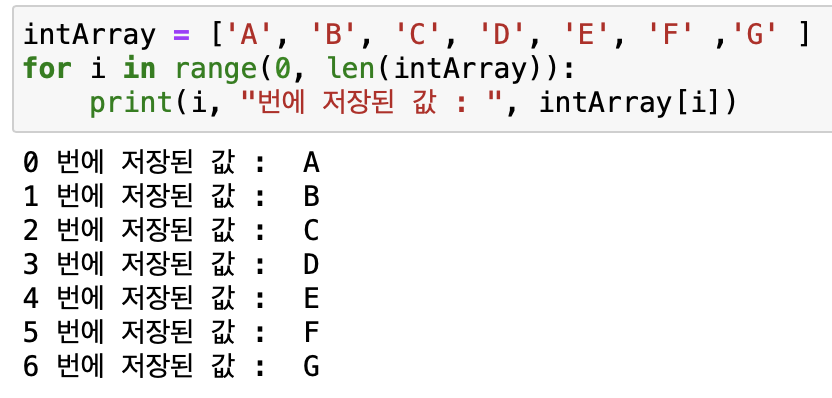 intArray = ['A', 'B', 'C', 'D', 'E', 'F' ,'G' ]
for i in range(0, len(intArray)):
    print(i, "번에 저장된 값 : ", intArray[i])
0 번에 저장된 값 :  A
1 번에 저장된 값 :  B
2 번에 저장된 값 :  C
3 번에 저장된 값 :  D
4 번에 저장된 값 :  E
5 번에 저장된 값 :  F
6 번에 저장된 값 :  G